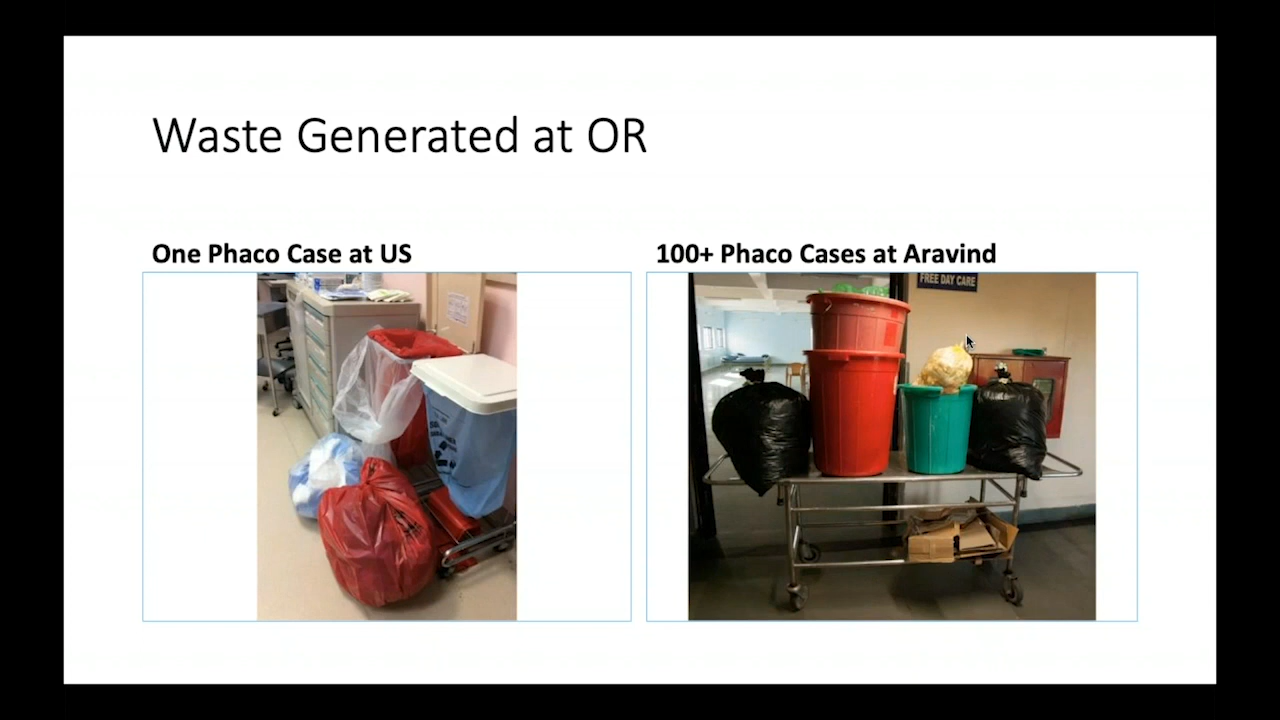 Waste Generated at OR
One Phaco Case at US
100+ Phaco Cases at Aravind
FREE DAY CARE